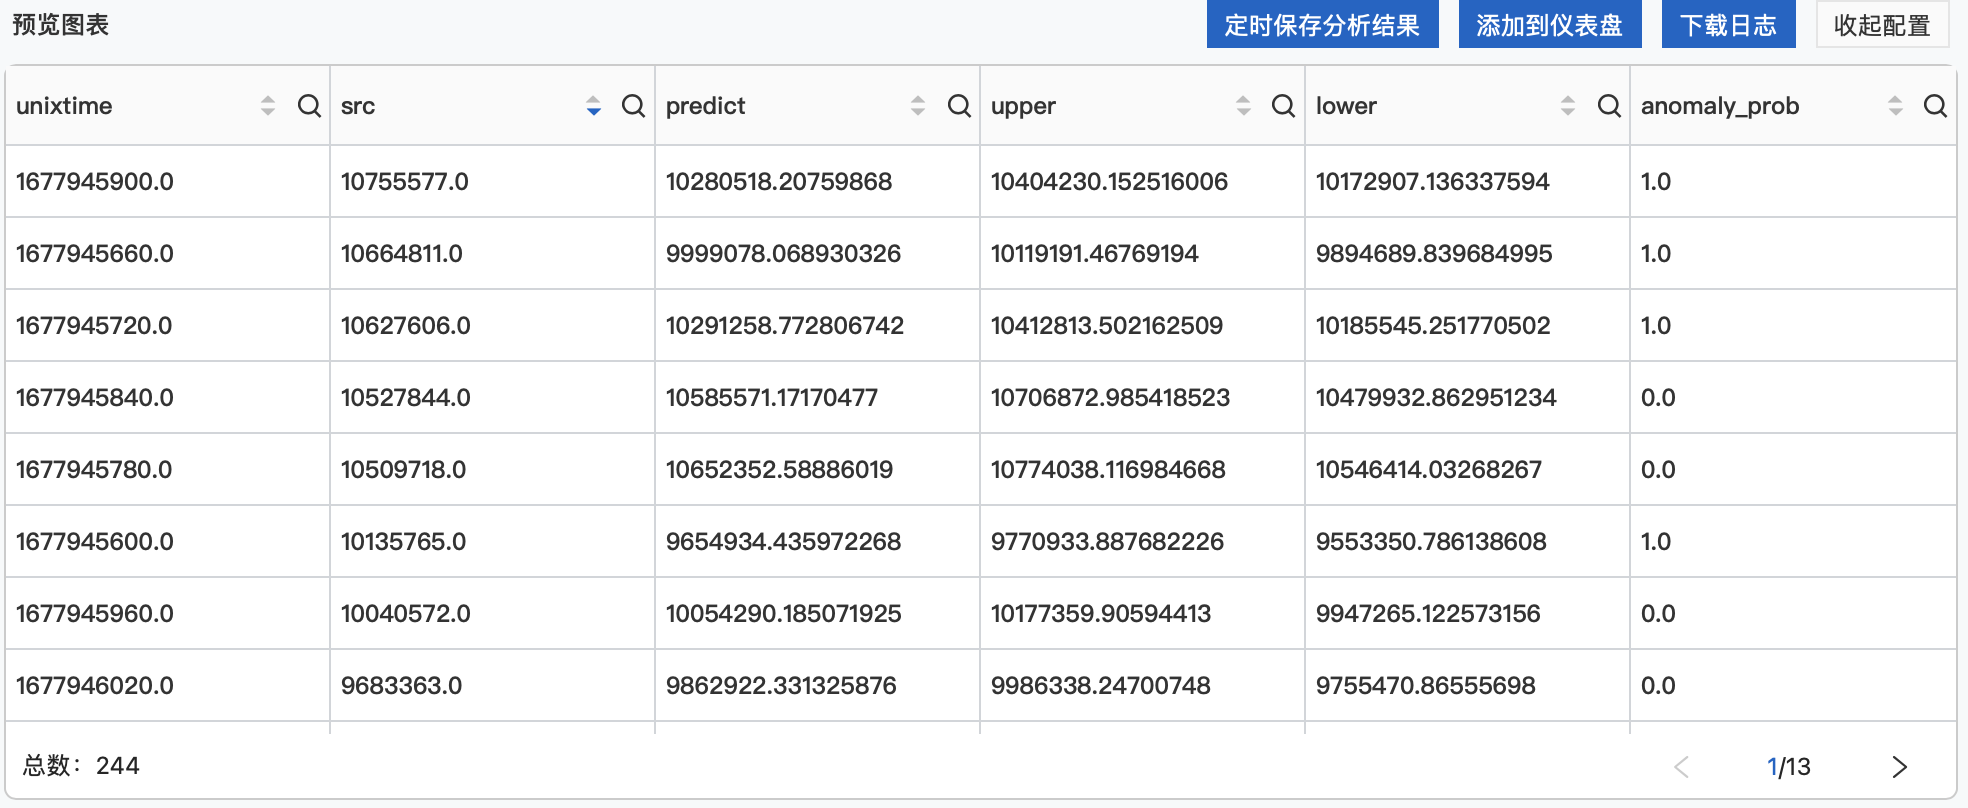 预览图表 定时保存分析结果 添加到仪表盘 下载日志 收起配置
unixtime src predict upper lower anomaly_prob
1677945900.0 10755577.0 10280518.20759868 10404230.152516006 10172907.136337594 1.0
1677945660.0 10664811.0 9999078.068930326 10119191.46769194 9894689.839684995 1.0
1677945720.0 10627606.0 10291258.772806742 10412813.502162509 10185545.251770502 1.0
1677945840.0 10527844.0 10585571.17170477 10706872.985418523 10479932.862951234 0.0
1677945780.0 10509718.0 10652352.58886019 10774038.116984668 10546414.03268267 0.0
1677945600.0 10135765.0 9654934.435972268 9770933.887682226 9553350.786138608 1.0
1677945960.0 10040572.0 10054290.185071925 10177359.90594413 9947265.122573156 0.0
1677946020.0 9683363.0 9862922.331325876 9986338.24700748 9755470.86555698 0.0
总数：244 1/13